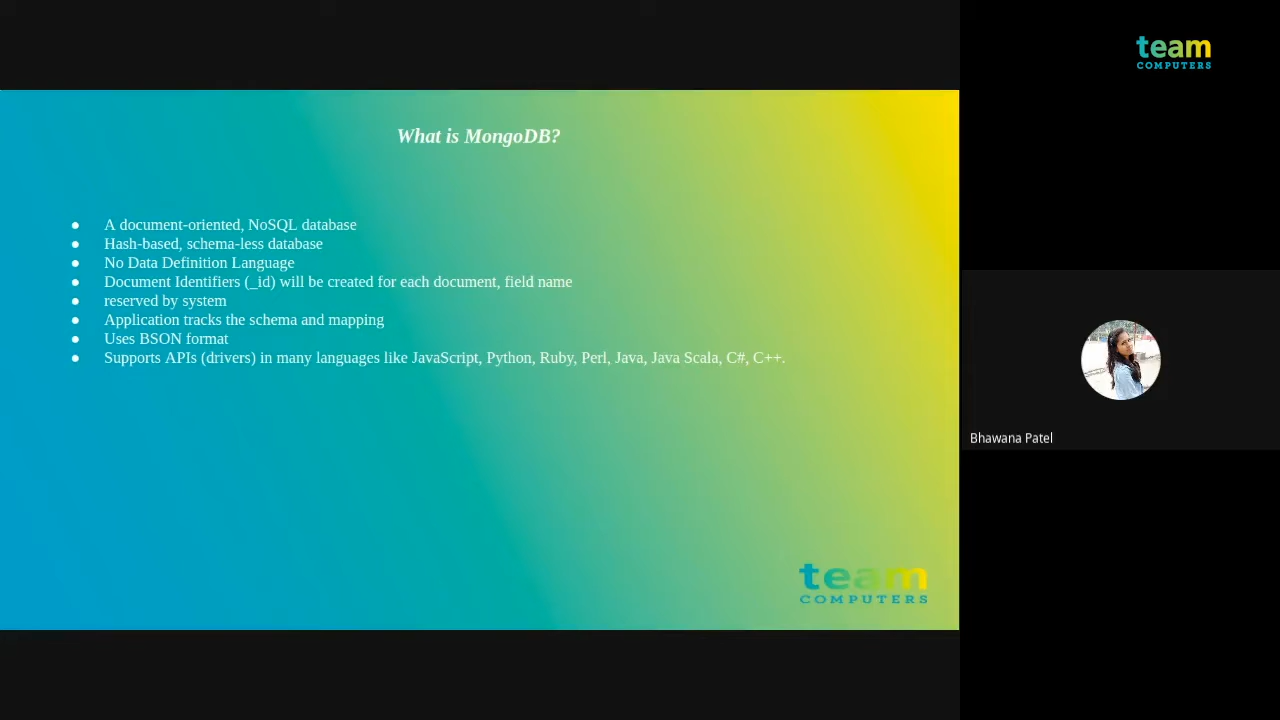 team
COMPUTERS
What is MongoDB?
● A document-oriented, NoSQL database
● Hash-based, schema-less database
● No Data Definition Language
● Document Identifiers (_id) will be created for each document, field name
● reserved by system
● Application tracks the schema and mapping
● Uses BSON format
● Supports APIs (drivers) in many languages like JavaScript, Python, Ruby, Perl, Java, Java Scala, C#, C++.
Bhawana Patel
team
COMPUTERS